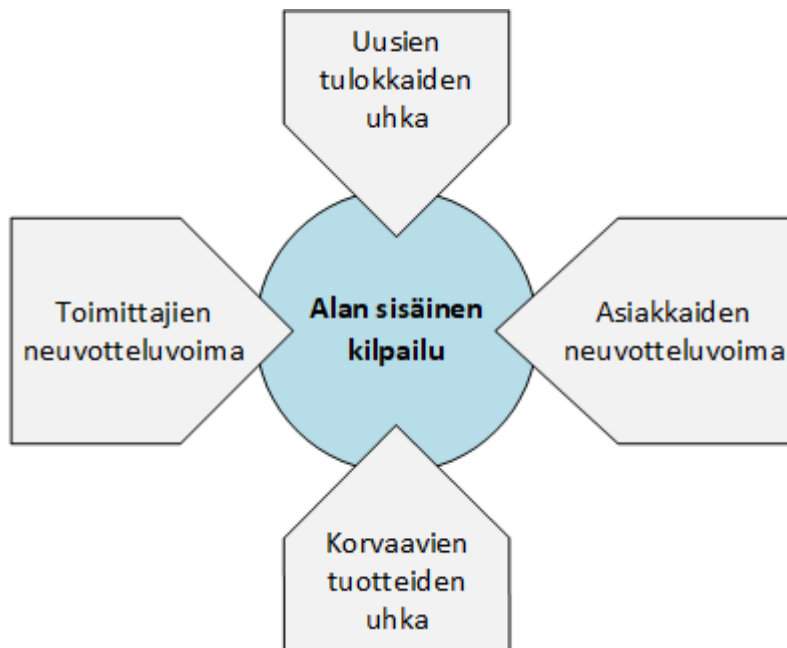 Uusien
tulokkaiden
uhka
Toimittajien
neuvotteluvoima
Alan sisäinen
kilpailu
Asiakkaiden
neuvotteluvoima
Korvaavien
tuotteiden
uhka